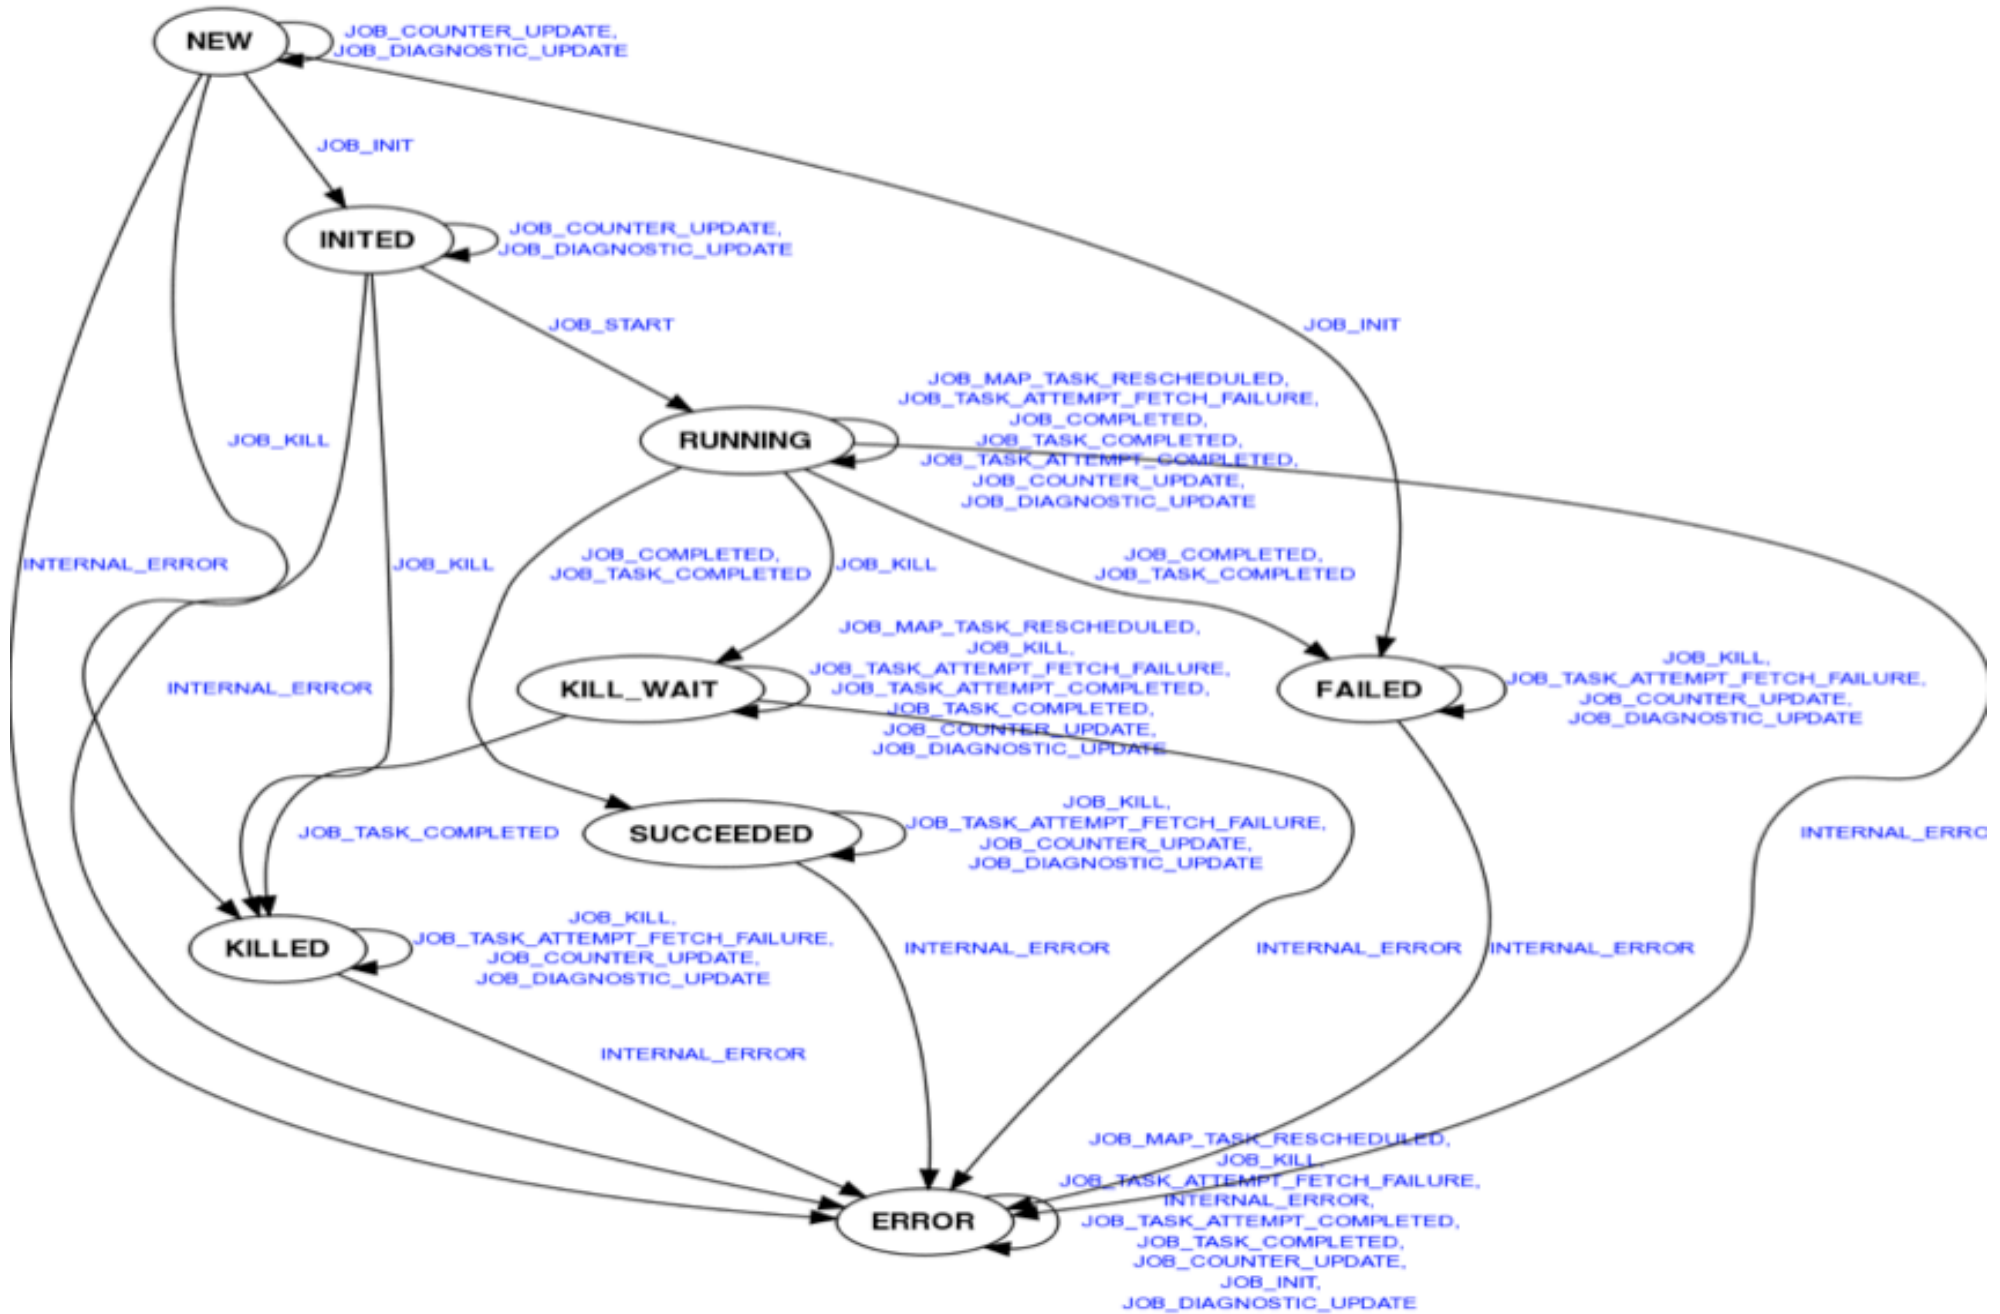 NEW
JOB_COUNTER_UPDATE,
JOB_DIAGNOSTIC_UPDATE
JOB_INIT
INITED
JOB_COUNTER_UPDATE,
JOB_DIAGNOSTIC_UPDATE
JOB_START
JOB_INIT
JOB_MAP_TASK_RESCHEDULED,
JOB_TASK_ATTEMPT_FETCH_FAILURE,
JOB_COMPLETED,
JOB_TASK_COMPLETED,
JOB_TASK_ATTEMPT_COMPLETED,
JOB_COUNTER_UPDATE,
JOB_DIAGNOSTIC_UPDATE
RUNNING
JOB_KILL
INTERNAL_ERROR
JOB_KILL
JOB_COMPLETED,
JOB_TASK_COMPLETED
JOB_KILL
JOB_COMPLETED,
JOB_TASK_COMPLETED
INTERNAL_ERROR
KILL_WAIT
JOB_MAP_TASK_RESCHEDULED,
JOB_KILL,
JOB_TASK_ATTEMPT_FETCH_FAILURE,
JOB_TASK_ATTEMPT_COMPLETED,
JOB_TASK_COMPLETED,
JOB_COUNTER_UPDATE,
JOB_DIAGNOSTIC_UPDATE
FAILED
JOB_KILL,
JOB_TASK_ATTEMPT_FETCH_FAILURE,
JOB_COUNTER_UPDATE,
JOB_DIAGNOSTIC_UPDATE
JOB_TASK_COMPLETED
SUCCEEDED
JOB_KILL,
JOB_TASK_ATTEMPT_FETCH_FAILURE,
JOB_COUNTER_UPDATE,
JOB_DIAGNOSTIC_UPDATE
INTERNAL_ERRO
KILLED
JOB_KILL,
JOB_TASK_ATTEMPT_FETCH_FAILURE,
JOB_COUNTER_UPDATE,
JOB_DIAGNOSTIC_UPDATE
INTERNAL_ERROR
INTERNAL_ERROR
INTERNAL_ERROR
INTERNAL_ERROR
ERROR
JOB_MAP_TASK_RESCHEDULED,
JOB_KILL,
JOB_TASK_ATTEMPT_FETCH_FAILURE,
INTERNAL_ERROR,
JOB_TASK_ATTEMPT_COMPLETED,
JOB_TASK_COMPLETED,
JOB_COUNTER_UPDATE,
JOB_INIT,
JOB_DIAGNOSTIC_UPDATE